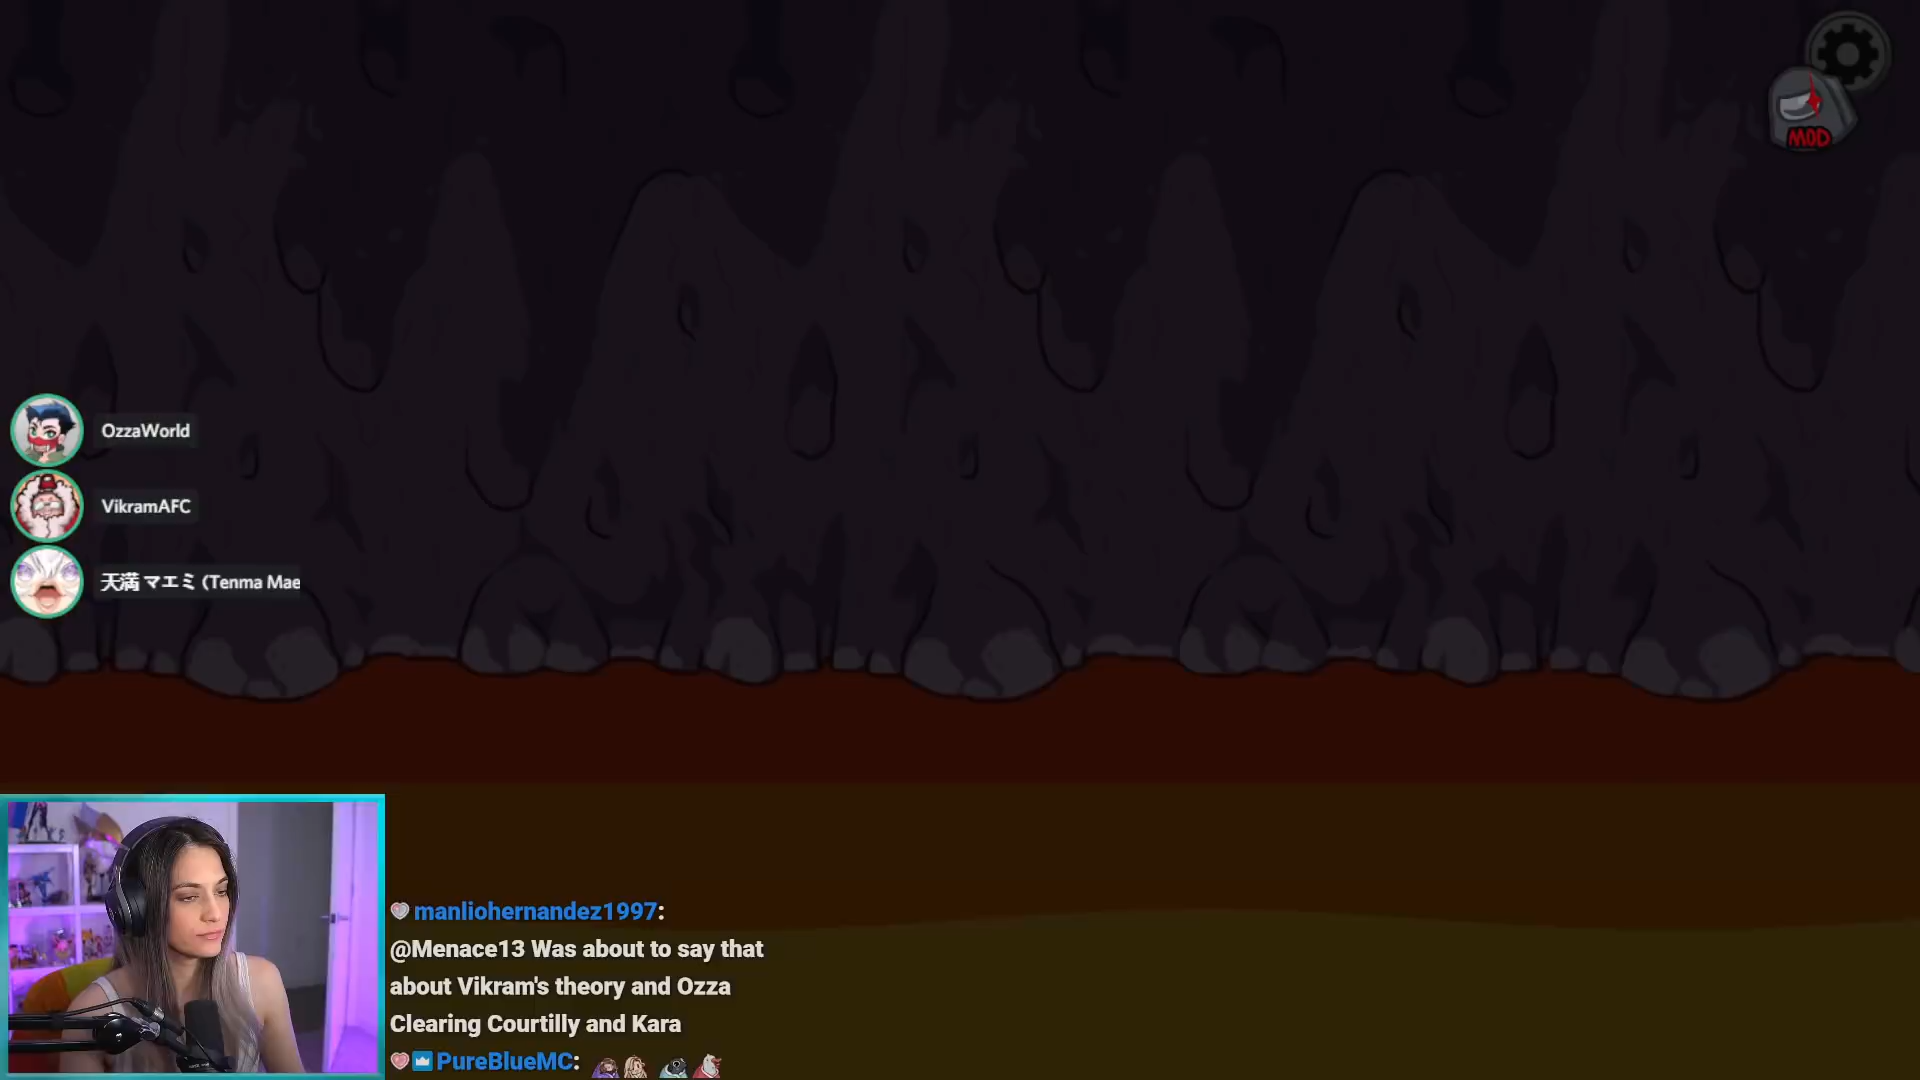 MOD
OzzaWorld
VikramAFC
天満 マエミ (Tenma Mae
manliohernandez1997:
@Menace13 Was about to say that
about Vikram's theory and Ozza
Clearing Courtilly and Kara
PureBlueMC: